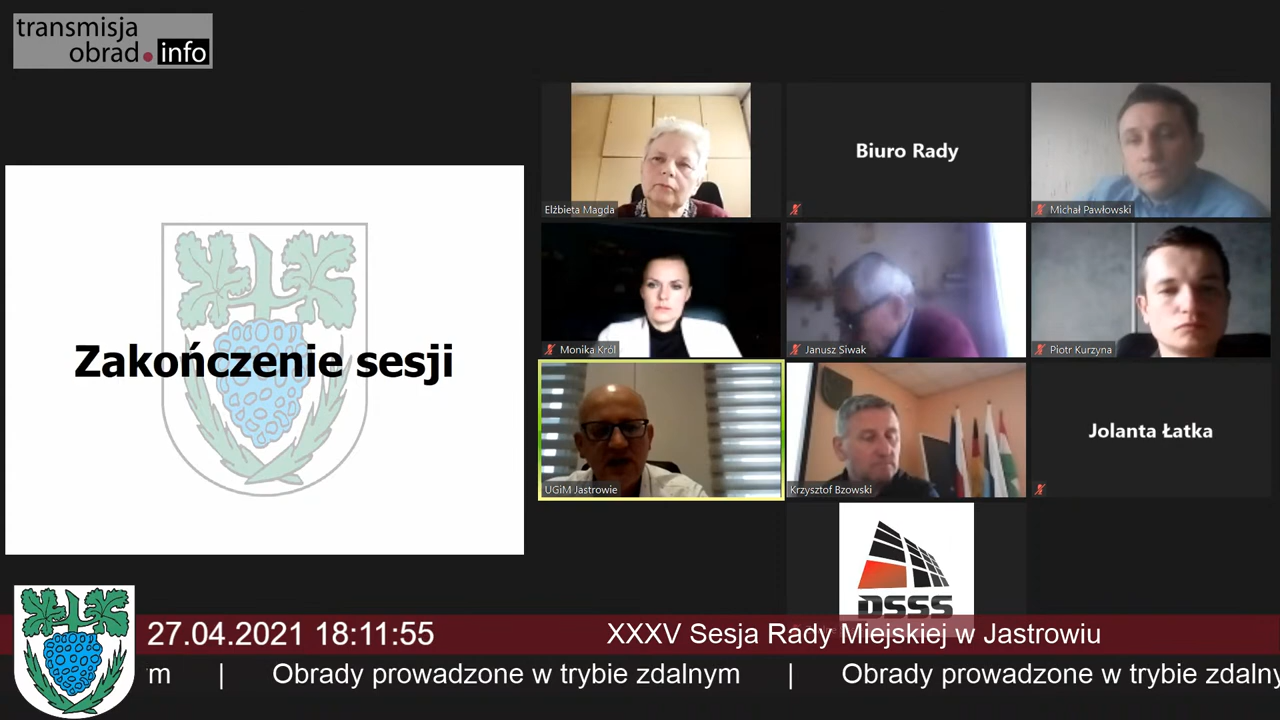 transmisja
obrad.info
Zakończenie sesji
Elżbieta Magda
Biuro Rady
Michał Pawłowski
Monika Król
Janusz Siwak
Piotr Kurzyna
UGiM Jastrowie
Krzysztof Bzowski
Jolanta Łatka
DSSS
27.04.2021 18:11:55
XXXV Sesja Rady Miejskiej w Jastrowiu
m | Obrady prowadzone w trybie zdalnym | Obrady prowadzone w trybie zdalny